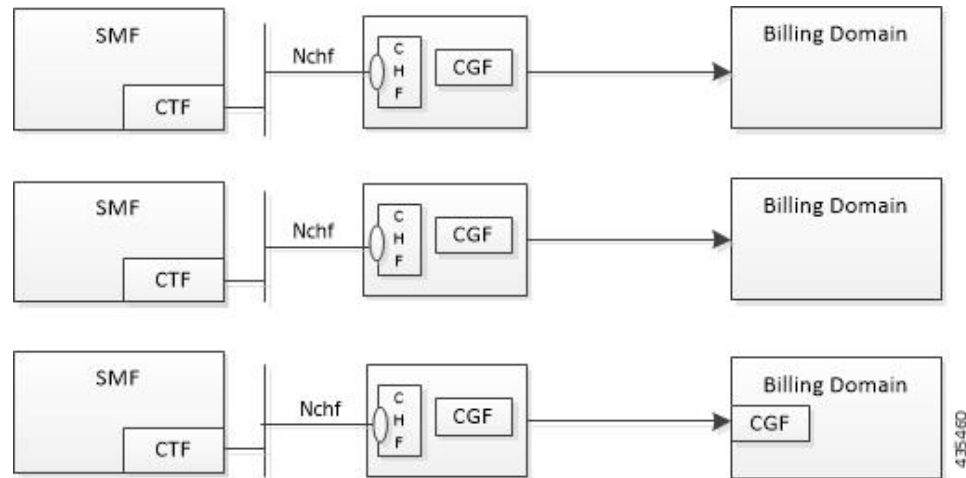 SMF
CTF
Nchf
C
H
F
CGF
Billing Domain
SMF
CTF
Nchf
C
H
F
CGF
Billing Domain
SMF
CTF
Nchf
C
H
F
CGF
Billing Domain
CGF
435460